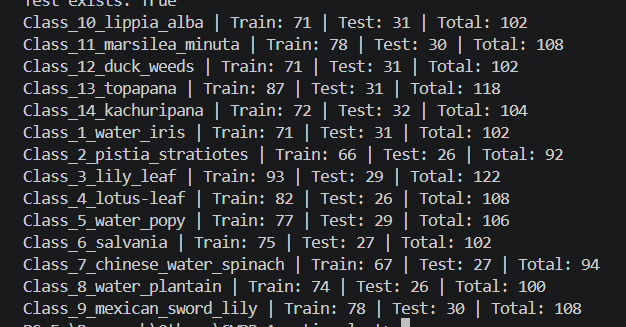 Test exists: True
Class_10_lippia_alba | Train: 71 | Test: 31 | Total: 102
Class_11_marsilea_minuta | Train: 78 | Test: 30 | Total: 108
Class_12_duck_weeds | Train: 71 | Test: 31 | Total: 102
Class_13_topapana | Train: 87 | Test: 31 | Total: 118
Class_14_kachuripana | Train: 72 | Test: 32 | Total: 104
Class_1_water_iris | Train: 71 | Test: 31 | Total: 102
Class_2_pistia_stratiotes | Train: 66 | Test: 26 | Total: 92
Class_3_lily_leaf | Train: 93 | Test: 29 | Total: 122
Class_4_lotus-leaf | Train: 82 | Test: 26 | Total: 108
Class_5_water_popy | Train: 77 | Test: 29 | Total: 106
Class_6_salvania | Train: 75 | Test: 27 | Total: 102
Class_7_chinese_water_spinach | Train: 67 | Test: 27 | Total: 94
Class_8_water_plantain | Train: 74 | Test: 26 | Total: 100
Class_9_mexican_sword_lily | Train: 78 | Test: 30 | Total: 108